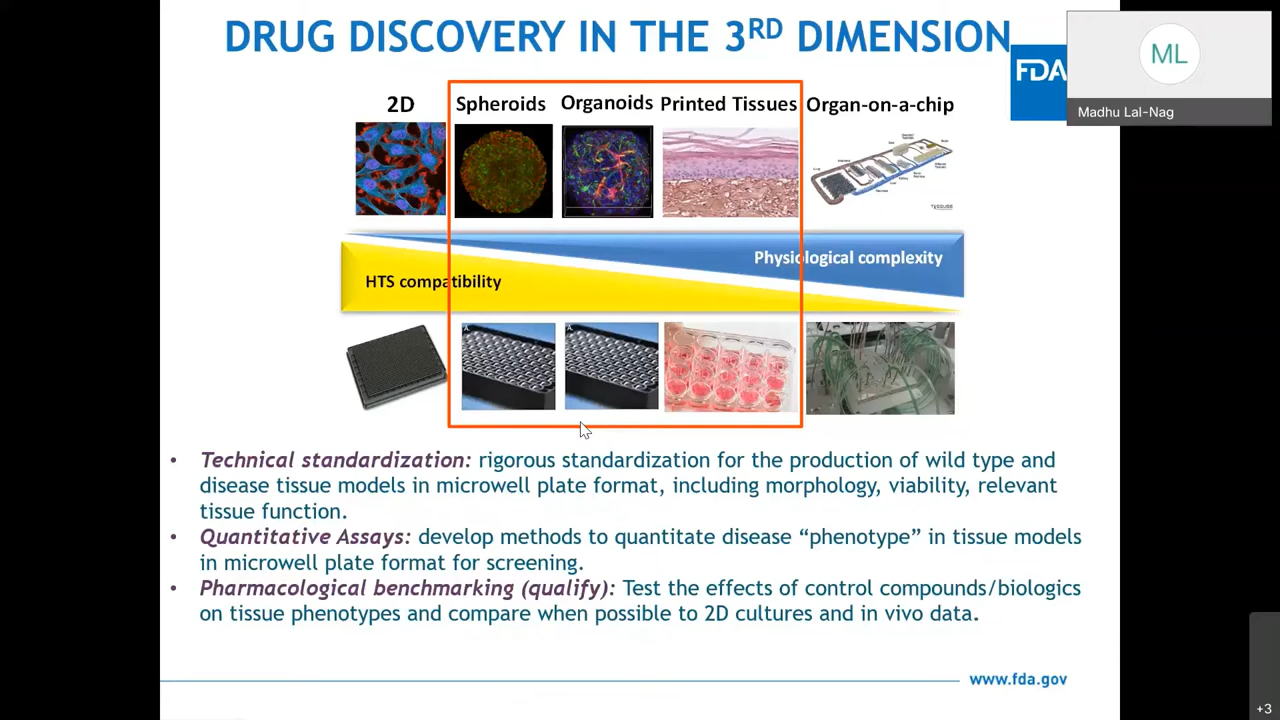 DRUG DISCOVERY IN THE 3RD DIMENSION
FDA
ML
Madhu Lal-Nag
2D
Spheroids
Organoids
Printed Tissues
Organ-on-a-chip
TISSUSE
Physiological complexity
HTS compatibility
A
A
• Technical standardization: rigorous standardization for the production of wild type and
disease tissue models in microwell plate format, including morphology, viability, relevant
tissue function.
• Quantitative Assays: develop methods to quantitate disease “phenotype” in tissue models
in microwell plate format for screening.
• Pharmacological benchmarking (qualify): Test the effects of control compounds/biologics
on tissue phenotypes and compare when possible to 2D cultures and in vivo data.
www.fda.gov
+3